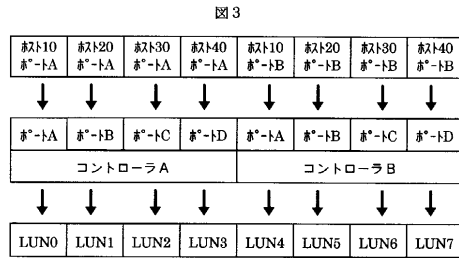 図3
ﾎｽﾄ10 ﾎｽﾄ20 ﾎｽﾄ30 ﾎｽﾄ40 ﾎｽﾄ10 ﾎｽﾄ20 ﾎｽﾄ30 ﾎｽﾄ40
ﾎﾟｰﾄA ﾎﾟｰﾄA ﾎﾟｰﾄA ﾎﾟｰﾄA ﾎﾟｰﾄB ﾎﾟｰﾄB ﾎﾟｰﾄB ﾎﾟｰﾄB
ﾎﾟｰﾄA ﾎﾟｰﾄB ﾎﾟｰﾄC ﾎﾟｰﾄD ﾎﾟｰﾄA ﾎﾟｰﾄB ﾎﾟｰﾄC ﾎﾟｰﾄD
コントローラA コントローラB
LUN0 LUN1 LUN2 LUN3 LUN4 LUN5 LUN6 LUN7